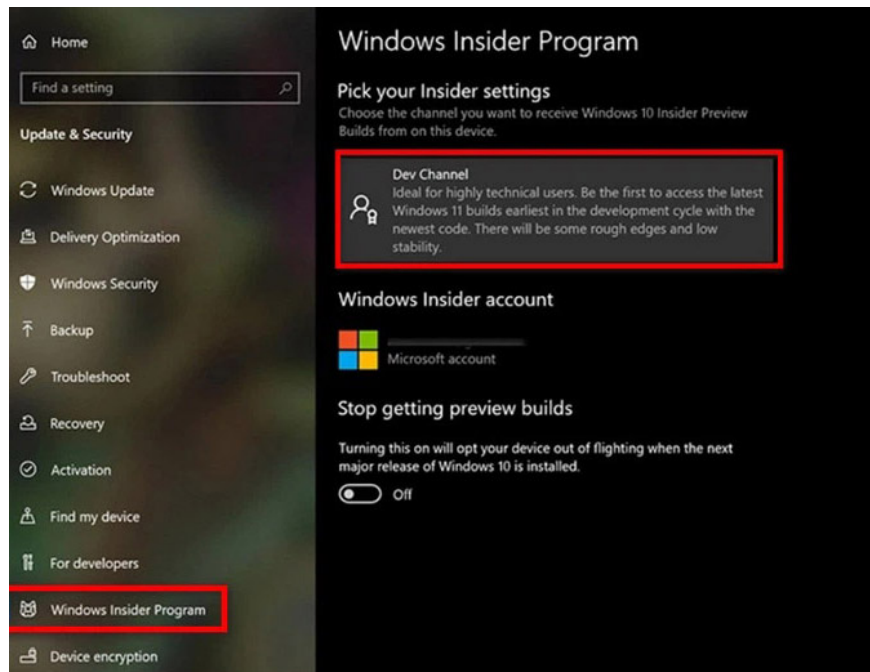 Home
Find a setting
Update & Security
Windows Update
Delivery Optimization
Windows Security
Backup
Troubleshoot
Recovery
Activation
Find my device
For developers
Windows Insider Program
Device encryption
Windows Insider Program
Pick your Insider settings
Choose the channel you want to receive Windows 10 Insider Preview
Builds from on this device.
Dev Channel
Ideal for highly technical users. Be the first to access the latest
Windows 11 builds earliest in the development cycle with the
newest code. There will be some rough edges and low
stability.
Windows Insider account
Microsoft account
Stop getting preview builds
Turning this on will opt your device out of flighting when the next
major release of Windows 10 is installed.
Off